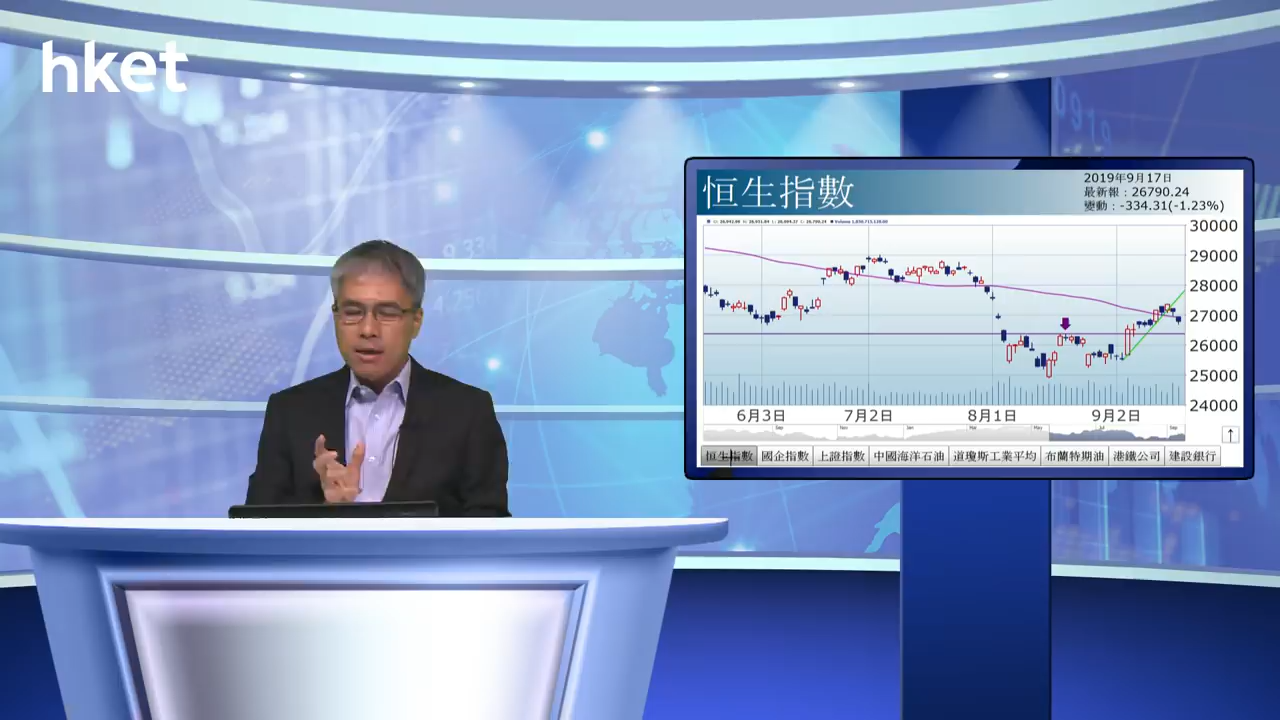 hket
恒生指數
2019年9月17日
最新報：26790.24
變動：-334.31(-1.23%)
30000
29000
28000
27000
26000
25000
24000
6月3日 7月2日 8月1日 9月2日
恒生指數 國企指數 上證指數 中國海洋石油 道瓊斯工業平均 布蘭特期油 港鐵公司 建設銀行